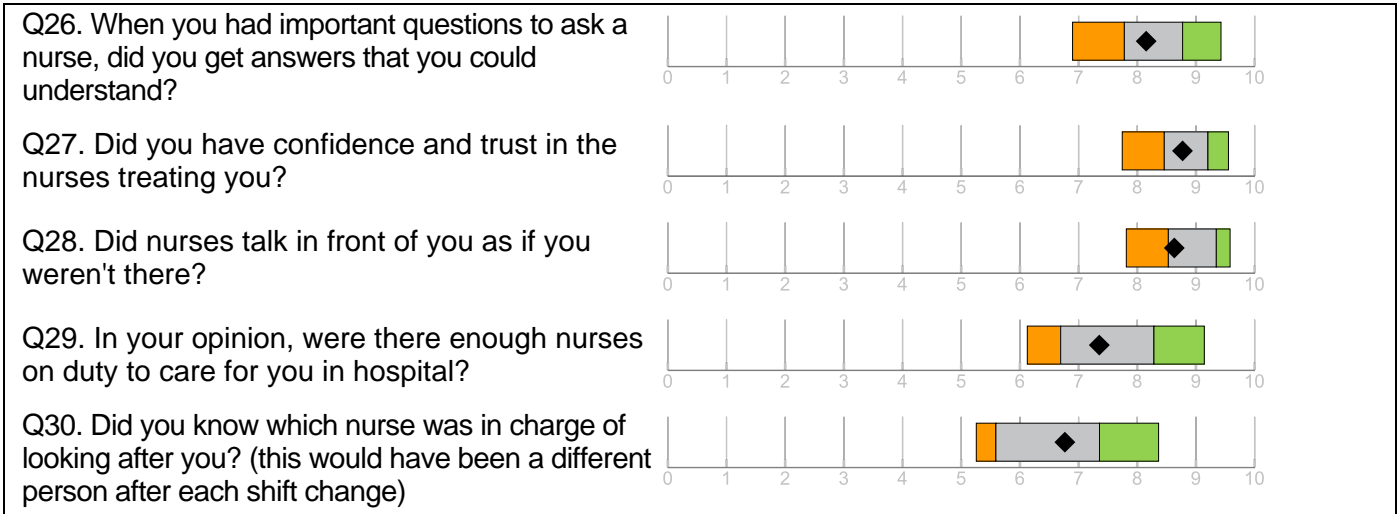 Q26. When you had important questions to ask a
nurse, did you get answers that you could
understand?
0 1 2 3 4 5 6 7 8 9 10
Q27. Did you have confidence and trust in the
nurses treating you?
0 1 2 3 4 5 6 7 8 9 10
Q28. Did nurses talk in front of you as if you
weren't there?
0 1 2 3 4 5 6 7 8 9 10
Q29. In your opinion, were there enough nurses
on duty to care for you in hospital?
0 1 2 3 4 5 6 7 8 9 10
Q30. Did you know which nurse was in charge of
looking after you? (this would have been a different
person after each shift change)
0 1 2 3 4 5 6 7 8 9 10